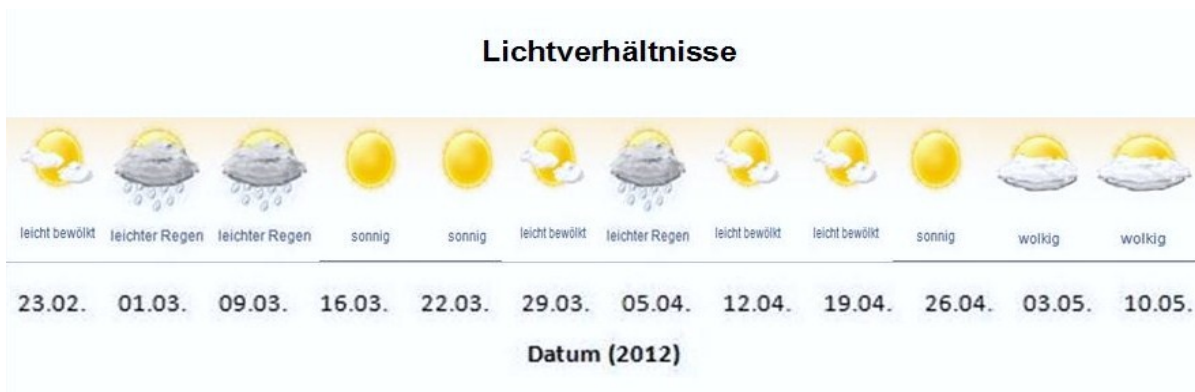 Lichtverhältnisse
leicht bewölkt leichter Regen leichter Regen sonnig sonnig leicht bewölkt leichter Regen leicht bewölkt leicht bewölkt sonnig wolkig wolkig
23.02. 01.03. 09.03. 16.03. 22.03. 29.03. 05.04. 12.04. 19.04. 26.04. 03.05. 10.05.
Datum (2012)